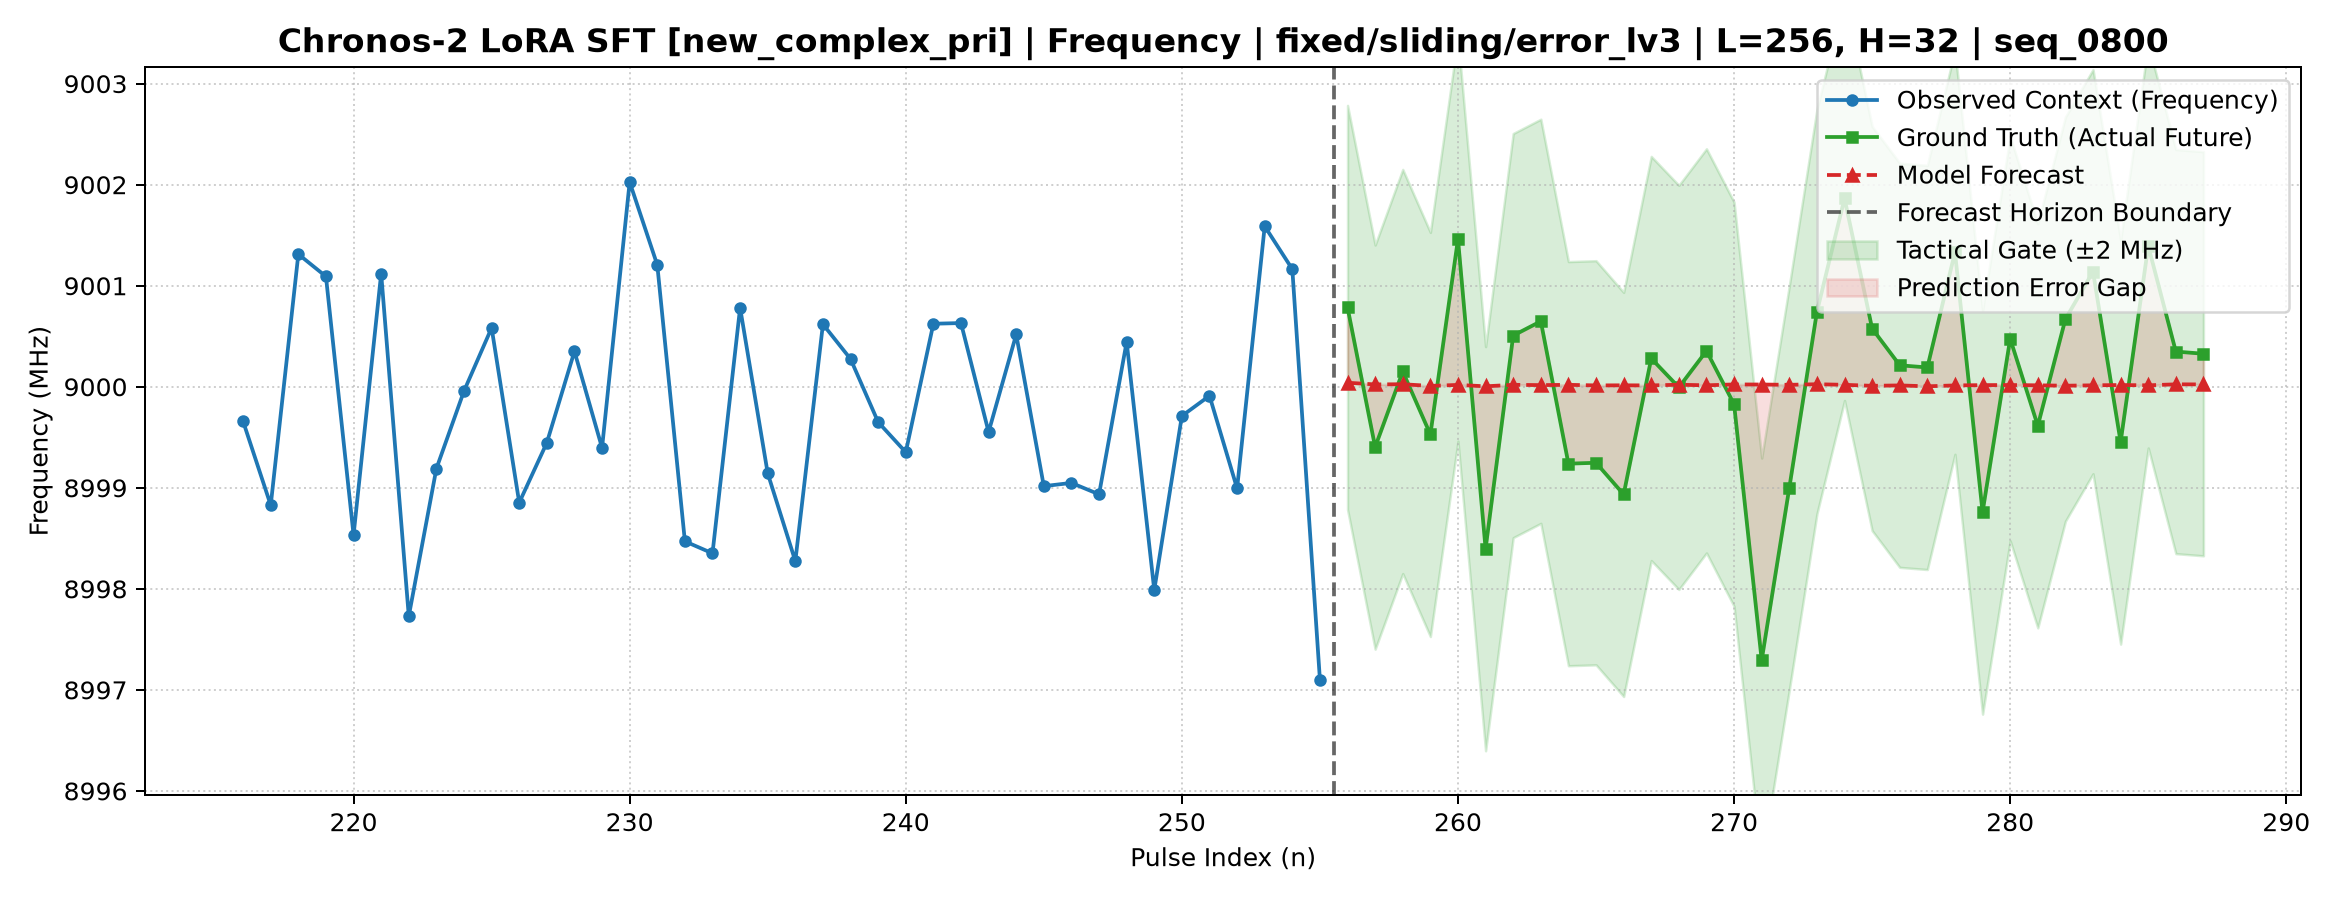 Chronos-2 LoRA SFT [new_complex_pri] | Frequency | fixed/sliding/error_lv3 | L=256, H=32 | seq_0800
Frequency (MHz)
9003
9002
9001
9000
8999
8998
8997
8996
Observed Context (Frequency)
Ground Truth (Actual Future)
Model Forecast
Forecast Horizon Boundary
Tactical Gate (±2 MHz)
Prediction Error Gap
220 230 240 250 260 270 280 290
Pulse Index (n)